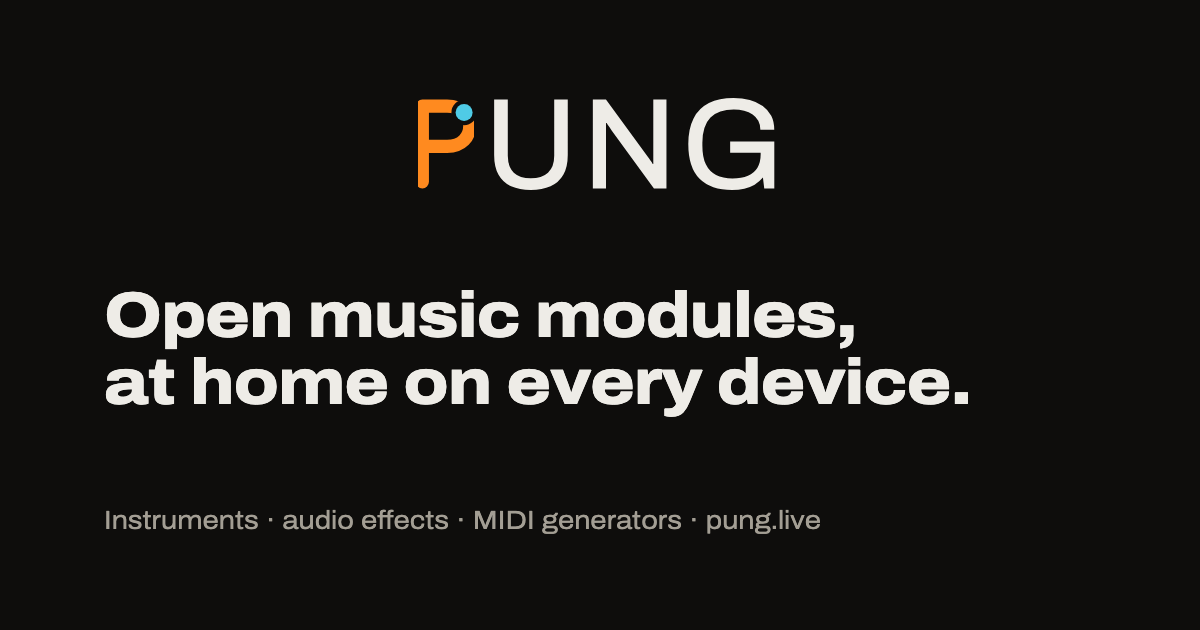 PUNG
Open music modules,
at home on every device.
Instruments · audio effects · MIDI generators · pung.live